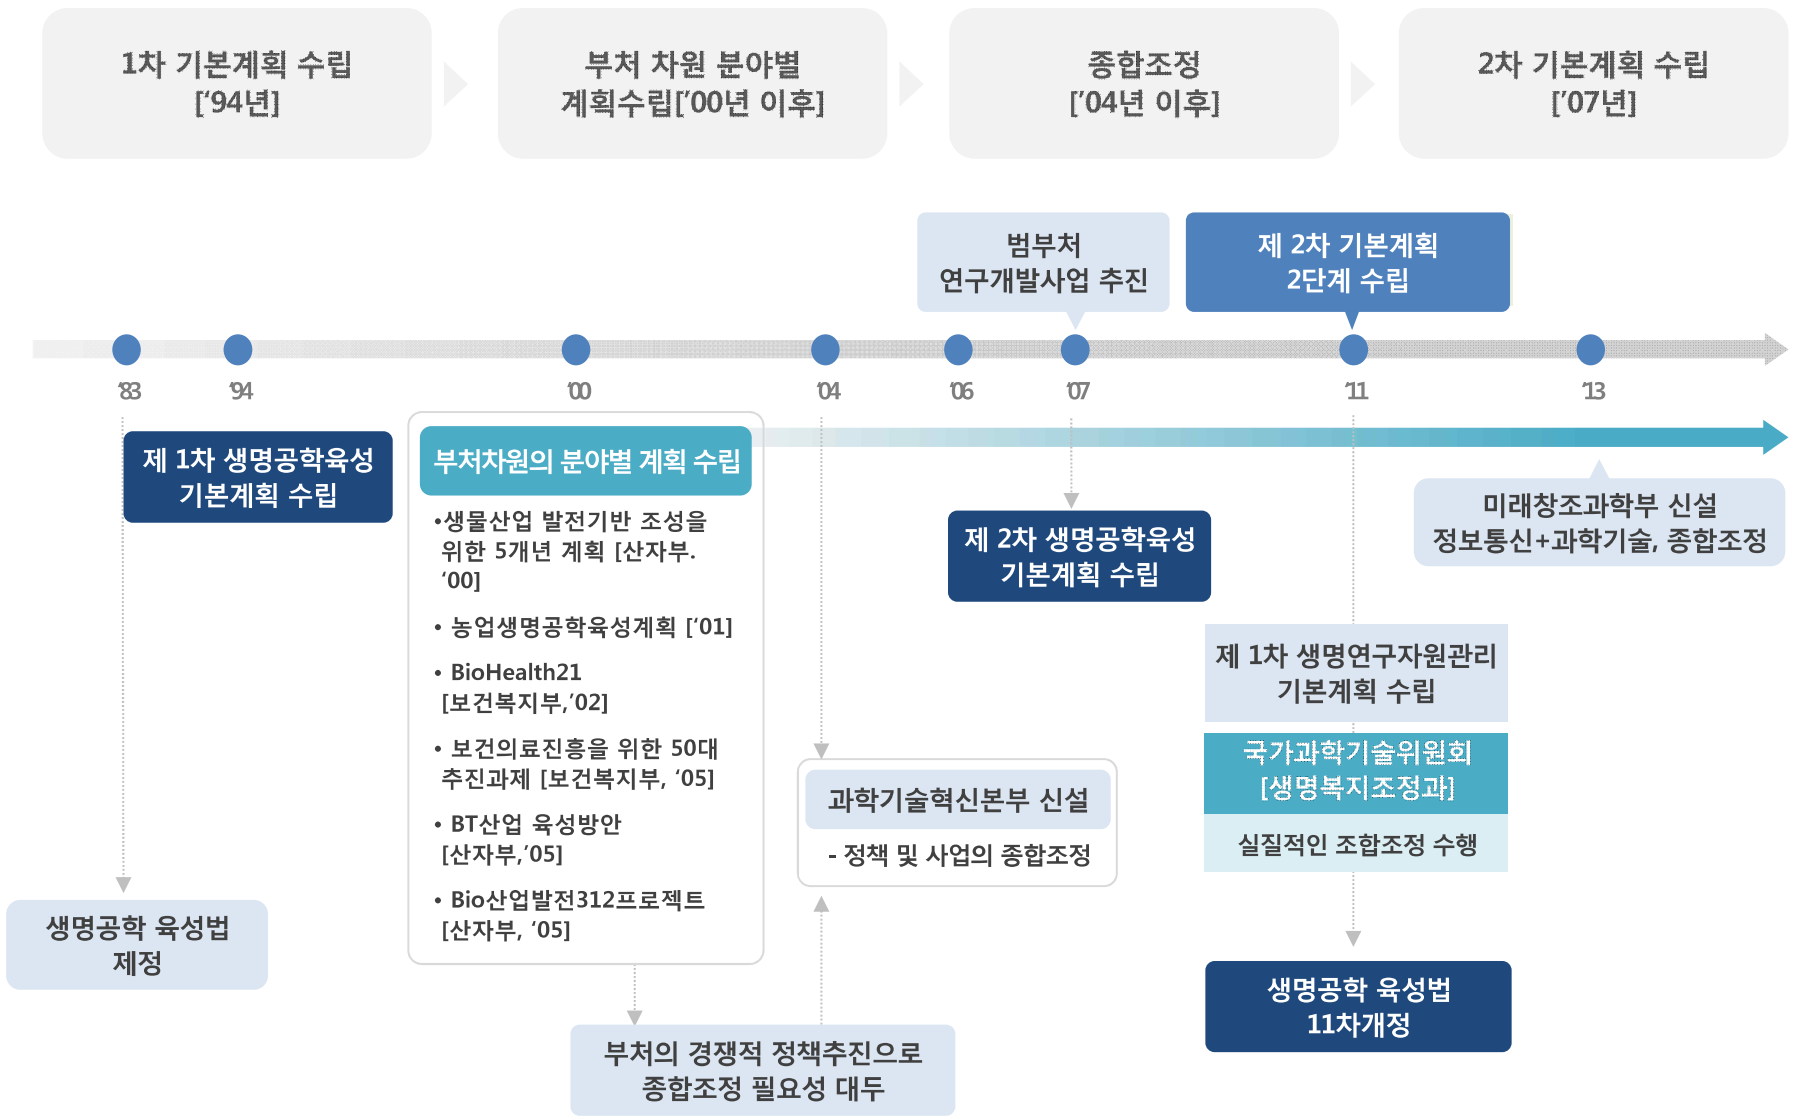 1차 기본계획 수립
[‘94년]
부처 차원 분야별
계획수립[’00년 이후]
종합조정
[’04년 이후]
2차 기본계획 수립
[’07년]
범부처
연구개발사업 추진
제 2차 기본계획
2단계 수립
‘83
‘94
‘00
‘04
‘06
‘07
‘11
‘13
제 1차 생명공학육성
기본계획 수립
부처차원의 분야별 계획 수립
•생물산업 발전기반 조성을
위한 5개년 계획 [산자부.
‘00]
• 농업생명공학육성계획 [‘01]
• BioHealth21
[보건복지부,’02]
• 보건의료진흥을 위한 50대
추진과제 [보건복지부, ‘05]
• BT산업 육성방안
[산자부,’05]
• Bio산업발전312프로젝트
[산자부, ‘05]
제 2차 생명공학육성
기본계획 수립
미래창조과학부 신설
정보통신+과학기술, 종합조정
제 1차 생명연구자원관리
기본계획 수립
국가과학기술위원회
[생명복지조정과]
실질적인 조합조정 수행
과학기술혁신본부 신설
- 정책 및 사업의 종합조정
생명공학 육성법
제정
생명공학 육성법
11차개정
부처의 경쟁적 정책추진으로
종합조정 필요성 대두